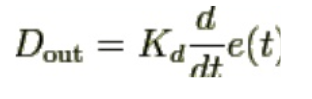 D_out = K_d d/dt e(t)